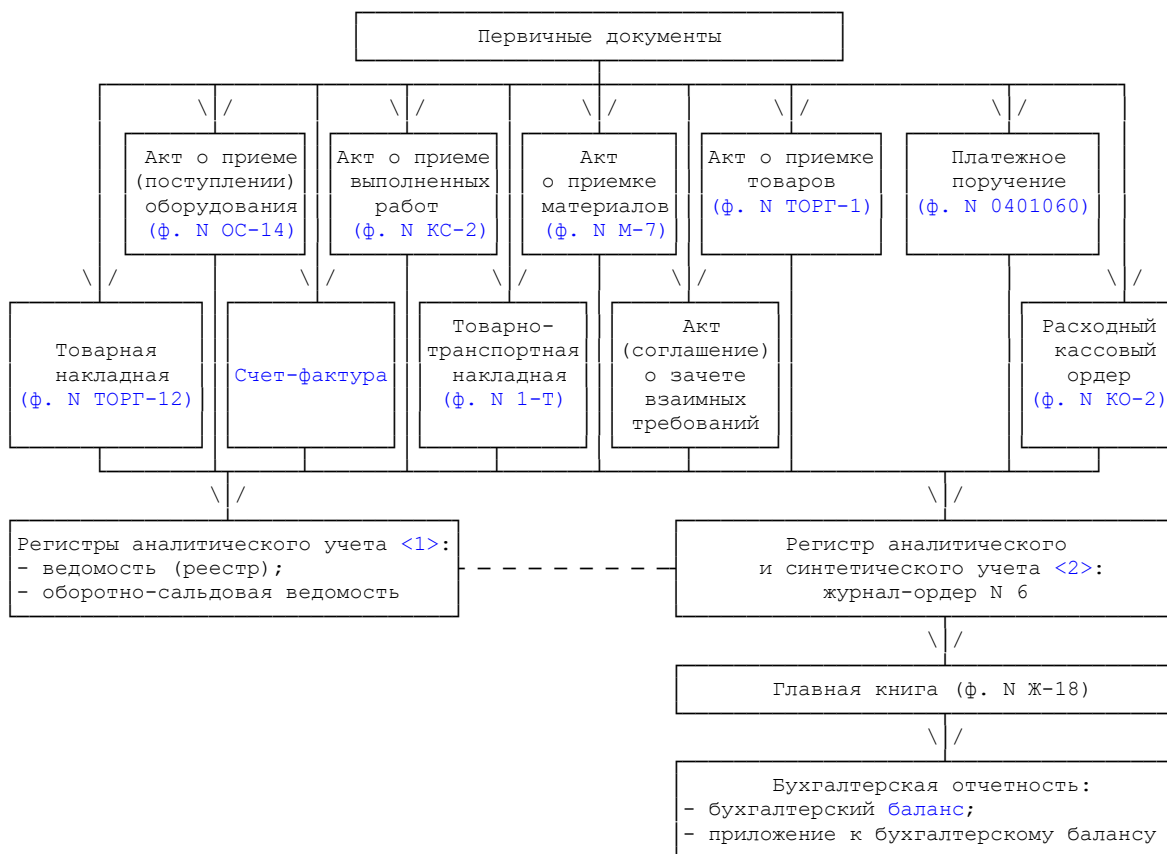 Первичные документы
Акт о приеме
(поступлении)
оборудования
(ф. N ОС-14)
Акт о приеме
выполненных
работ
(ф. N КС-2)
Акт
о приемке
материалов
(ф. N М-7)
Акт о приемке
товаров
(ф. N ТОРГ-1)
Платежное
поручение
(ф. N 0401060)
Товарная
накладная
(ф. N ТОРГ-12)
Счет-фактура
Товарно-
транспортная
накладная
(ф. N 1-Т)
Акт
(соглашение)
о зачете
взаимных
требований
Расходный
кассовый
ордер
(ф. N КО-2)
Регистры аналитического учета <1>:
- ведомость (реестр);
- оборотно-сальдовая ведомость
Регистр аналитического
и синтетического учета <2>:
журнал-ордер N 6
Главная книга (ф. N Ж-18)
Бухгалтерская отчетность:
- бухгалтерский баланс;
- приложение к бухгалтерскому балансу